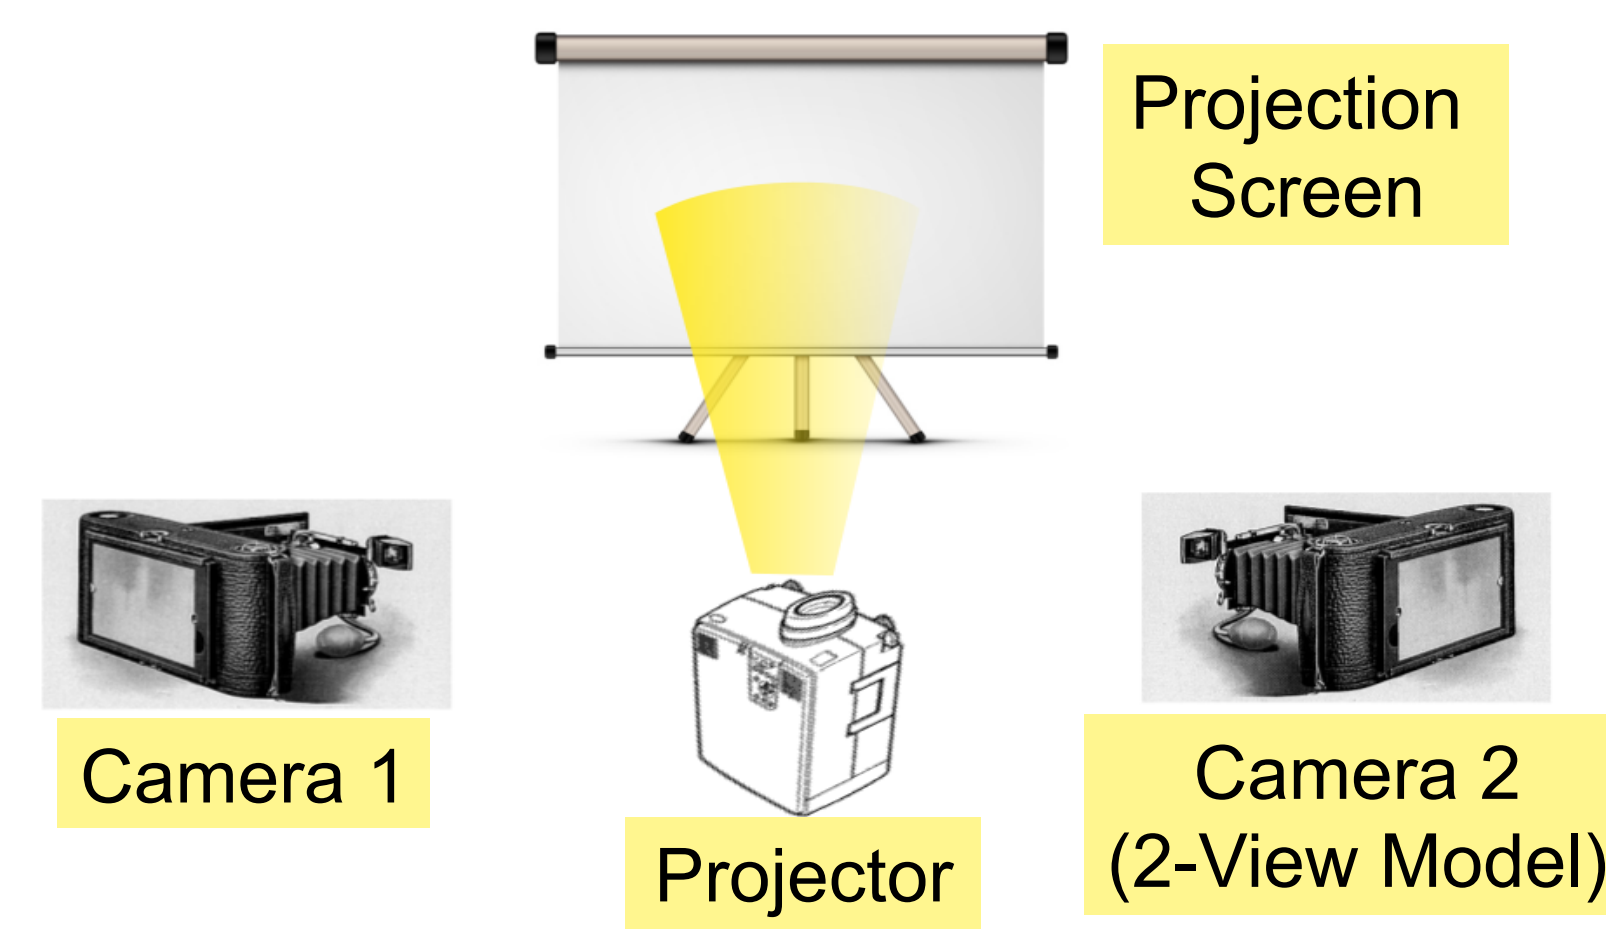 Projection
Screen
Camera 1
Projector
Camera 2
(2-View Model)